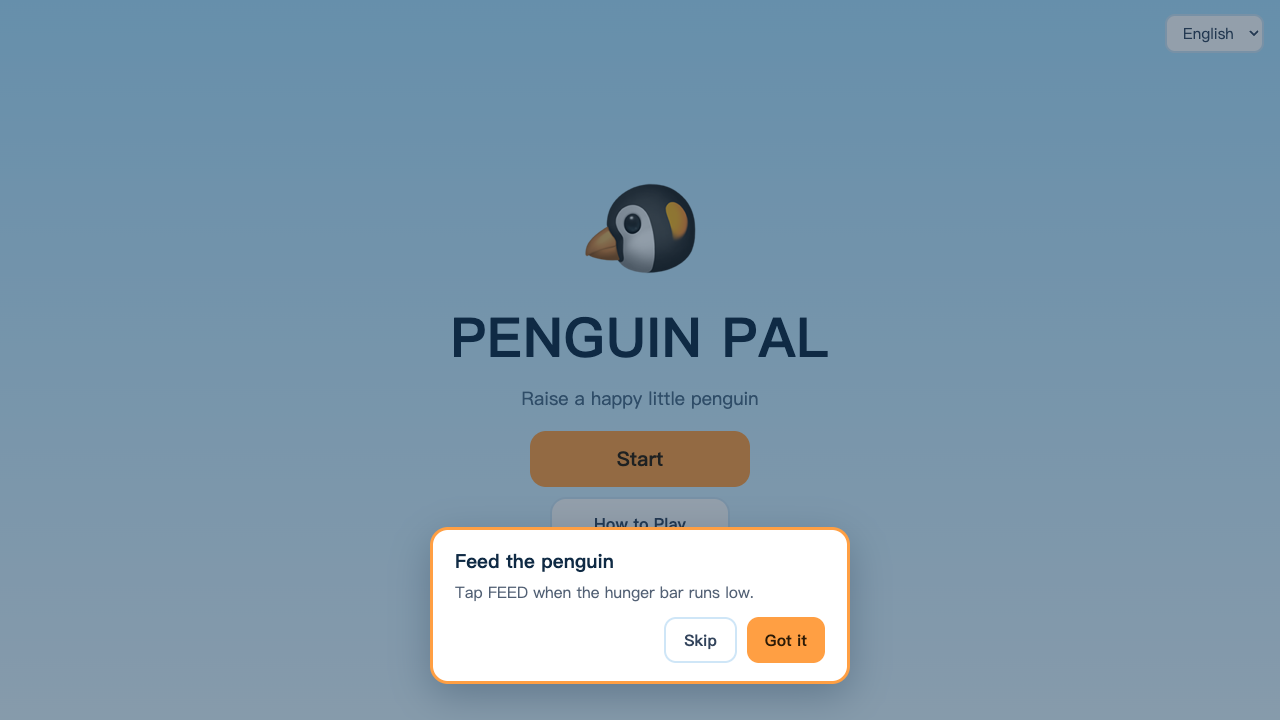 English
PENGUIN PAL
Raise a happy little penguin
Start
How to Play
Feed the penguin
Tap FEED when the hunger bar runs low.
Skip
Got it